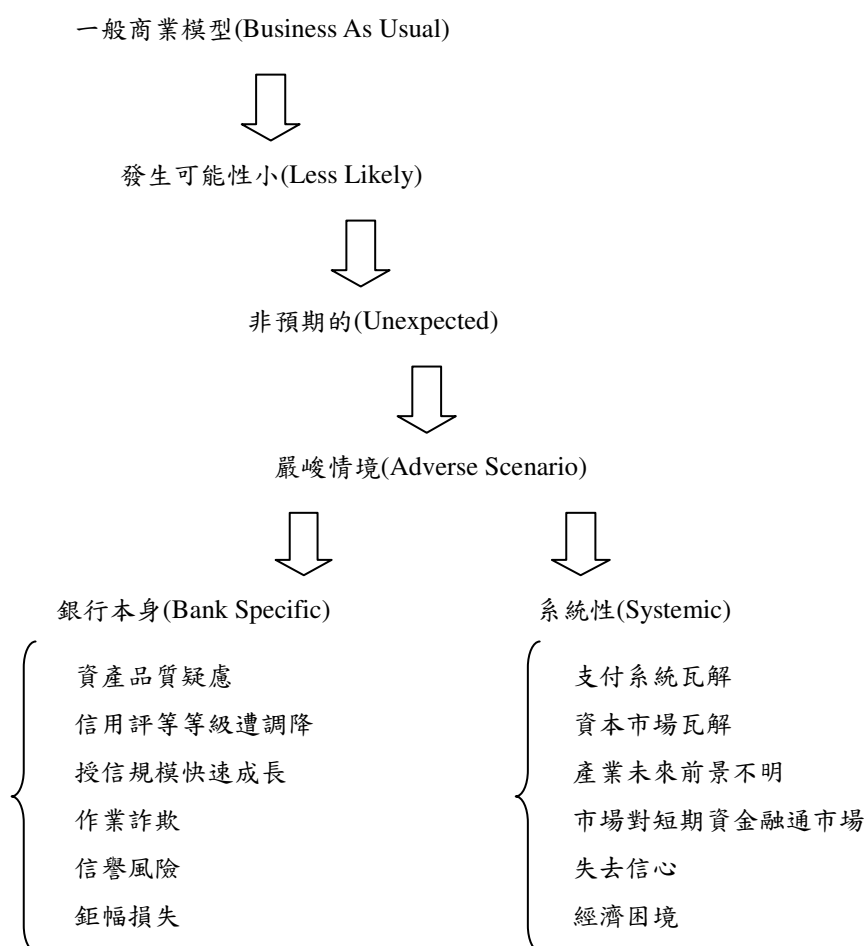 一般商業模型(Business As Usual)
發生可能性小(Less Likely)
非預期的(Unexpected)
嚴峻情境(Adverse Scenario)
銀行本身(Bank Specific)
資產品質疑慮
信用評等等級遭調降
授信規模快速成長
作業詐欺
信譽風險
鉅幅損失
系統性(Systemic)
支付系統瓦解
資本市場瓦解
產業未來前景不明
市場對短期資金融通市場
失去信心
經濟困境